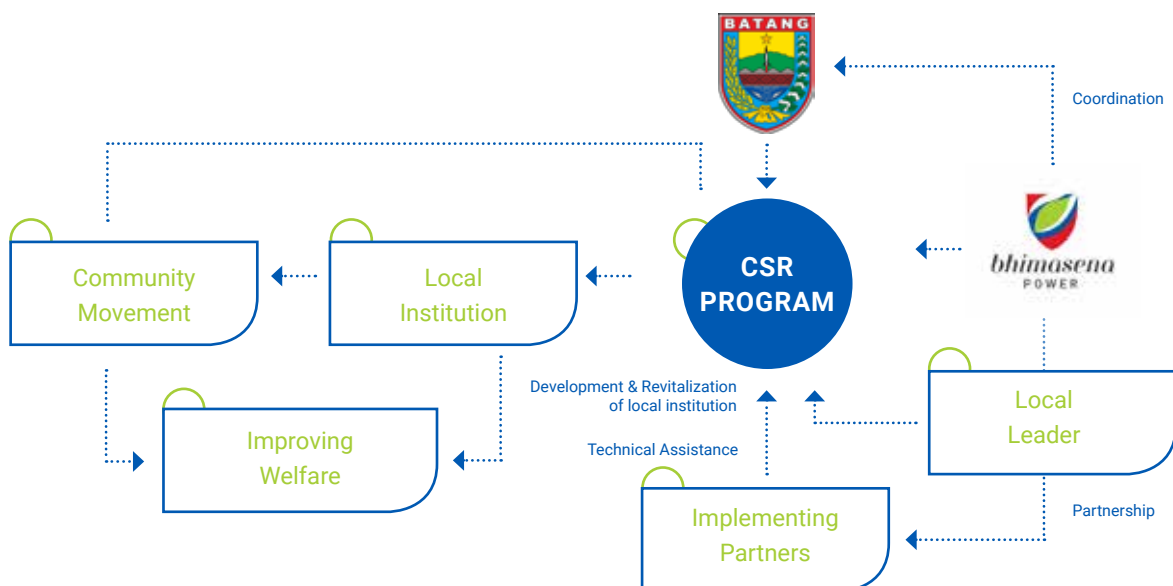 BATANG
Coordination
bhimasena
POWER
CSR
PROGRAM
Community
Movement
Local
Institution
Development & Revitalization
of local institution
Local
Leader
Improving
Welfare
Technical Assistance
Implementing
Partners
Partnership